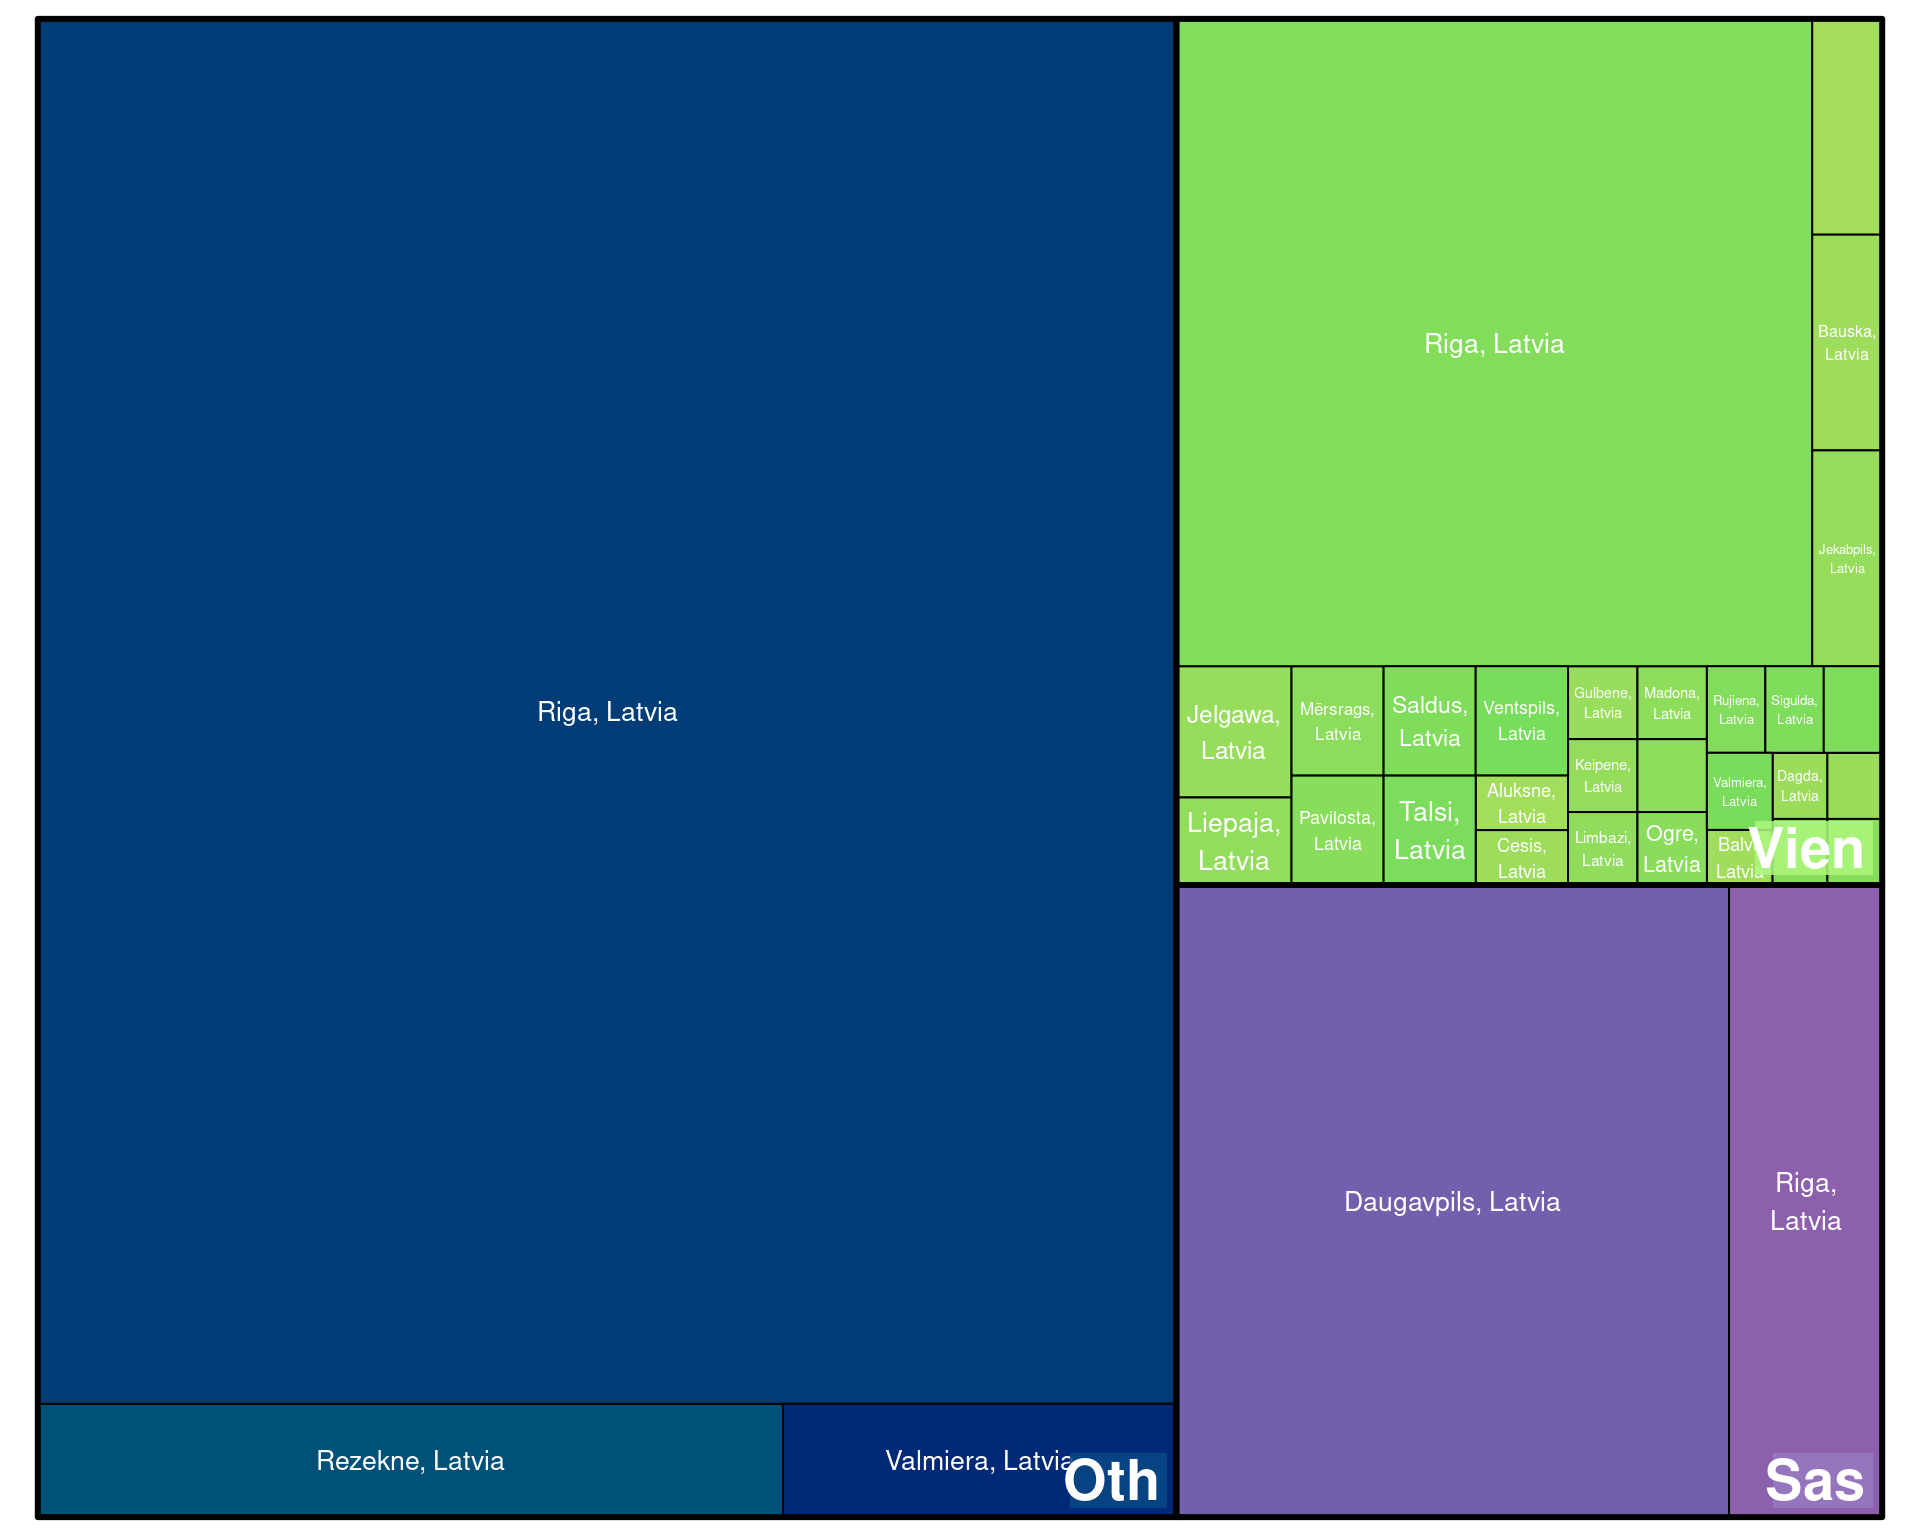 Riga, Latvia
Rezekne, Latvia
Valmiera, Latvia
Oth
Riga, Latvia
Bauska,
Latvia
Jekabpils,
Latvia
Jelgawa,
Latvia
Liepaja,
Latvia
Mērsrags,
Latvia
Pavilosta,
Latvia
Saldus,
Latvia
Talsi,
Latvia
Ventspils,
Latvia
Aluksne,
Latvia
Cesis,
Latvia
Gulbene,
Latvia
Keipene,
Latvia
Limbazi,
Latvia
Madona,
Latvia
Ogre,
Latvia
Rujiena,
Latvia
Sigulda,
Latvia
Valmiera,
Latvia
Dagda,
Latvia
Latvia
Vien
Daugavpils, Latvia
Riga,
Latvia
Sas